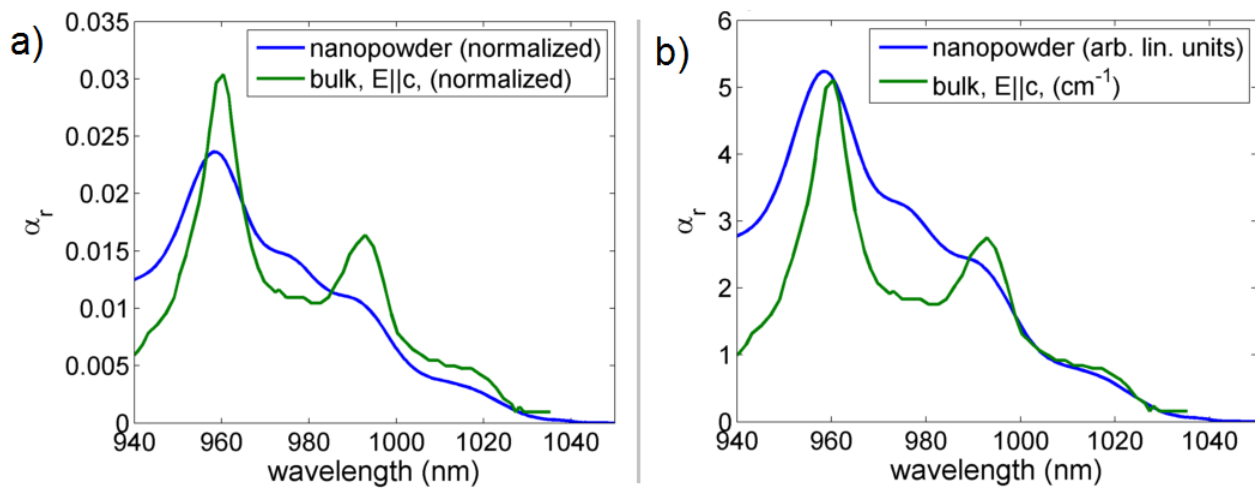 a)
0.035
0.03
0.025
0.02
0.015
0.01
0.005
0
αr
nanopowder (normalized)
bulk, E||c, (normalized)
940 960 980 1000 1020 1040
wavelength (nm)
b)
6
5
4
3
2
1
0
αr
nanopowder (arb. lin. units)
bulk, E||c, (cm-1)
940 960 980 1000 1020 1040
wavelength (nm)